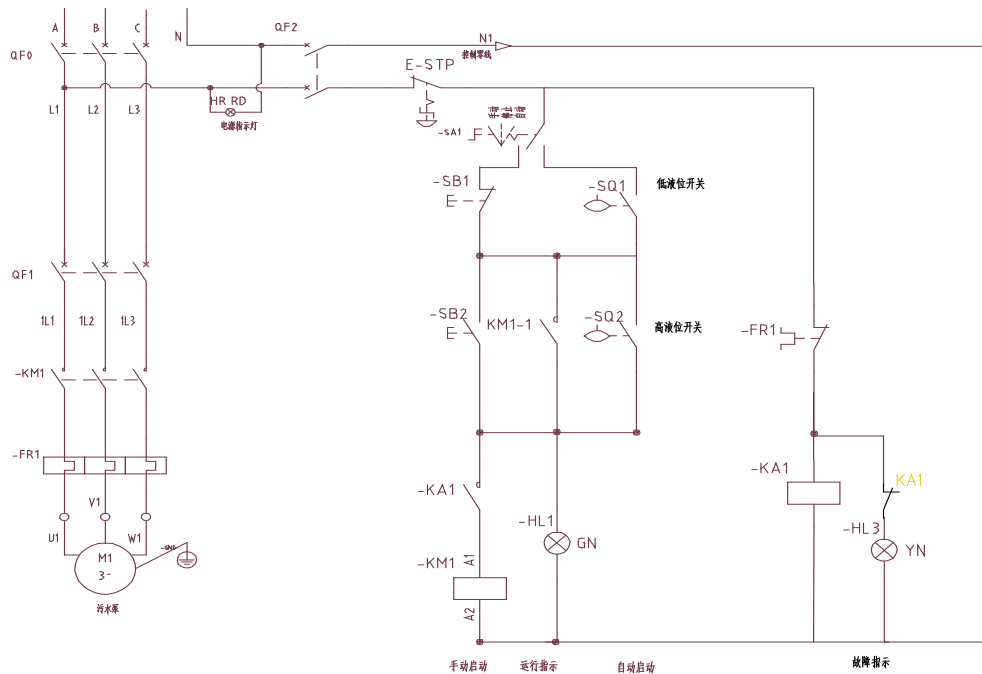 A B C
N
QF2
QF0
N1
控制零线
E-STP
L1 L2 L3
HR RD
电源指示灯
-SA1
-SB1
-SQ1
低液位开关
QF1
1L1 1L2 1L3
-SB2
KM1-1
-SQ2
高液位开关
-FR1
-KM1
-FR1
-KA1
-KA1
KA1
V1
U1 W1
-HL1
GN
-HL3
YN
M1
3~
污水泵
-KM1
A1
A2
手动启动 运行指示 自动启动 故障指示